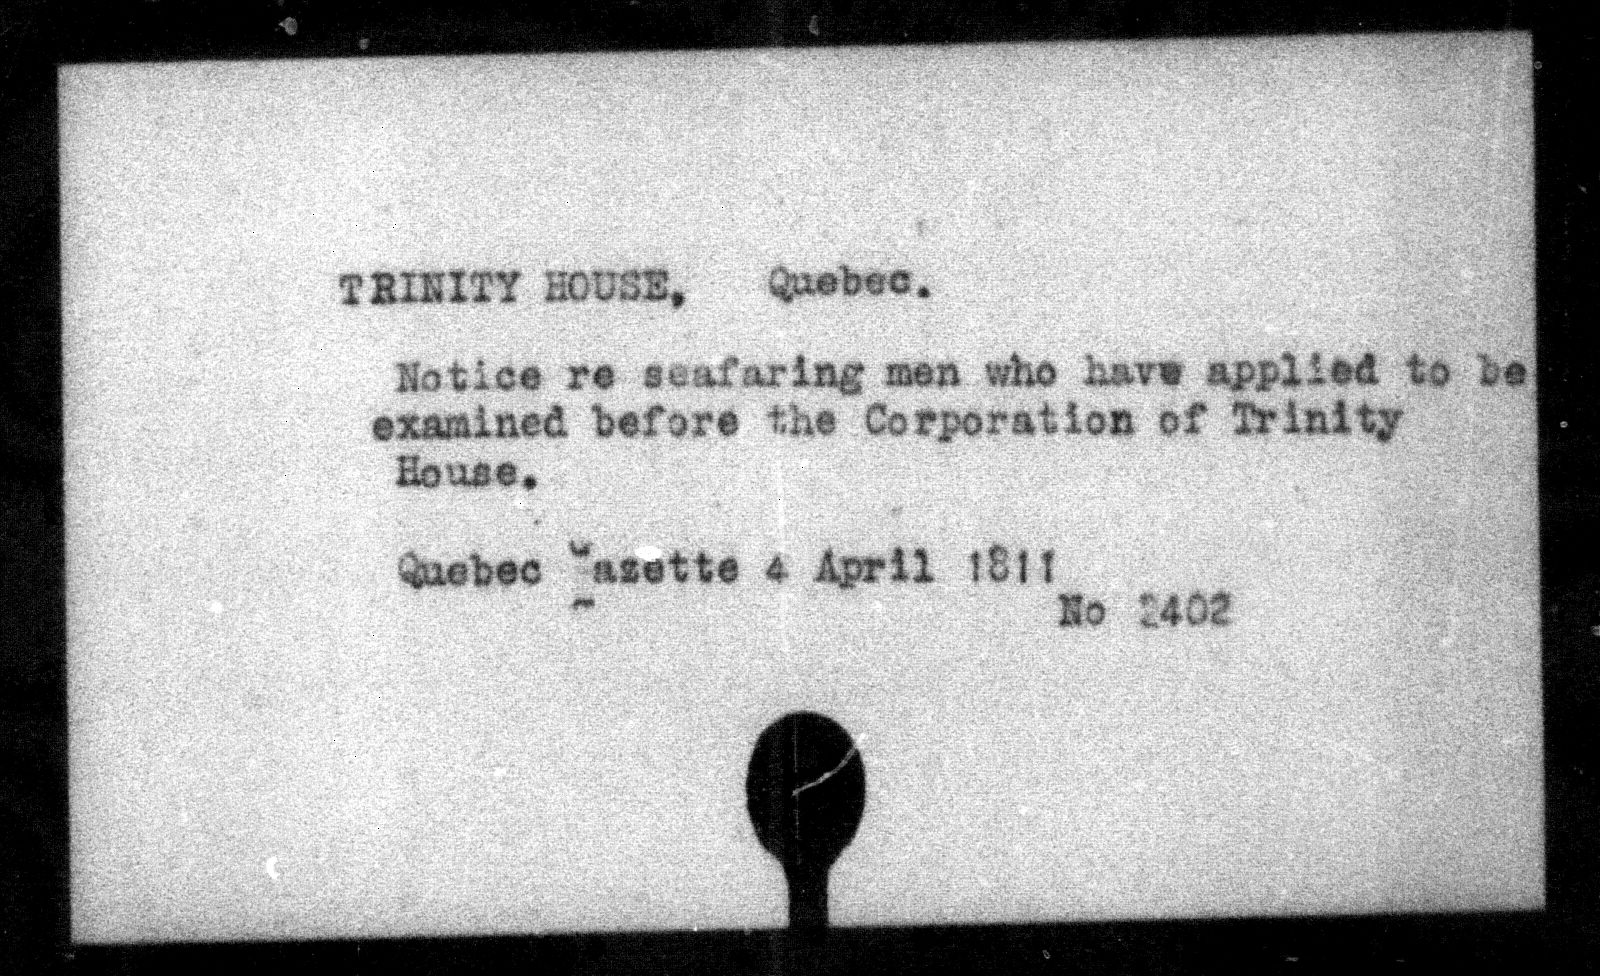 TRINITY HOUSE, Quebec.
Notice re seafaring men who have applied to be
examined before the Corporation of Trinity
House.
Quebec Gazette 4 April 1811
No 2402